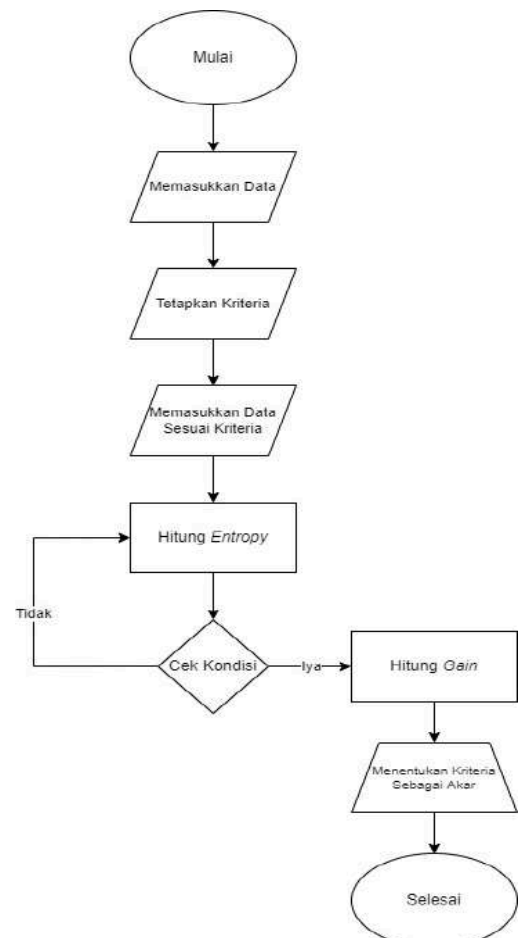 Mulai
Memasukkan Data
Tetapkan Kriteria
Memasukkan Data
Sesuai Kriteria
Hitung Entropy
Tidak
Cek Kondisi
Iya
Hitung Gain
Menentukan Kriteria
Sebagai Akar
Selesai